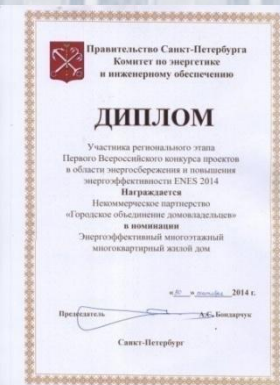 Правительство Санкт-Петербурга
Комитет по энергетике
и инженерному обеспечению
ДИПЛОМ
Участника регионального этапа
Первого Всероссийского конкурса проектов
в области энергосбережения и повышения
энергоэффективности ENES 2014
Награждается
Некоммерческое партнерство
«Городское объединение домовладельцев»
в номинации
Энергоэффективный многоэтажный
многоквартирный жилой дом
2014 г.
Председатель А.С. Бондарчук
Санкт-Петербург